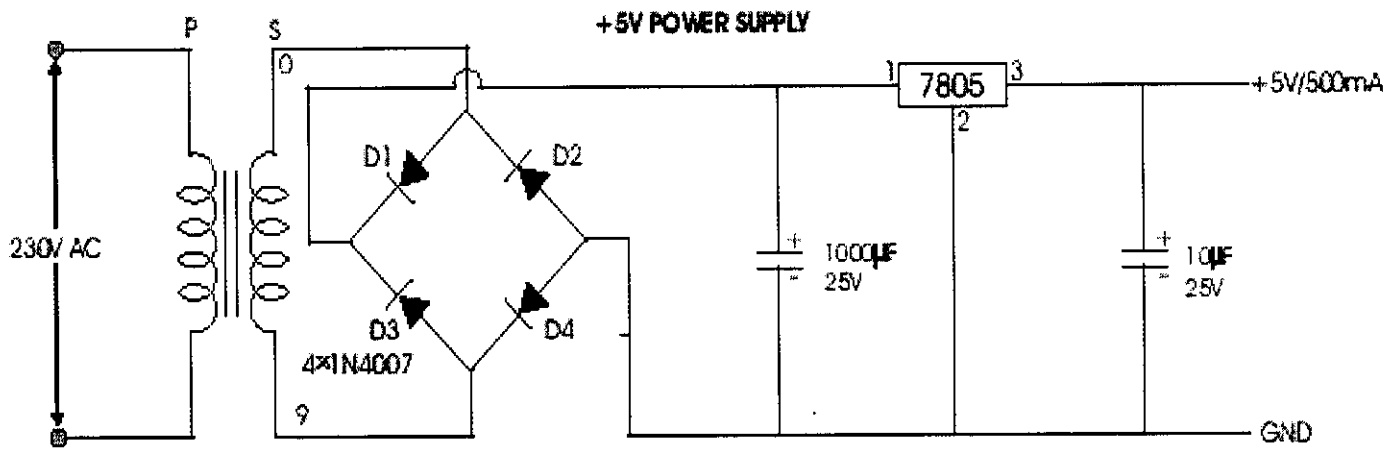 +5V POWER SUPPLY
P
S
0
1
7805
3
+5V/500mA
2
D1
D2
230V AC
+
1000µF
25V
-
+
10µF
25V
-
D3
D4
4×1N4007
9
GND